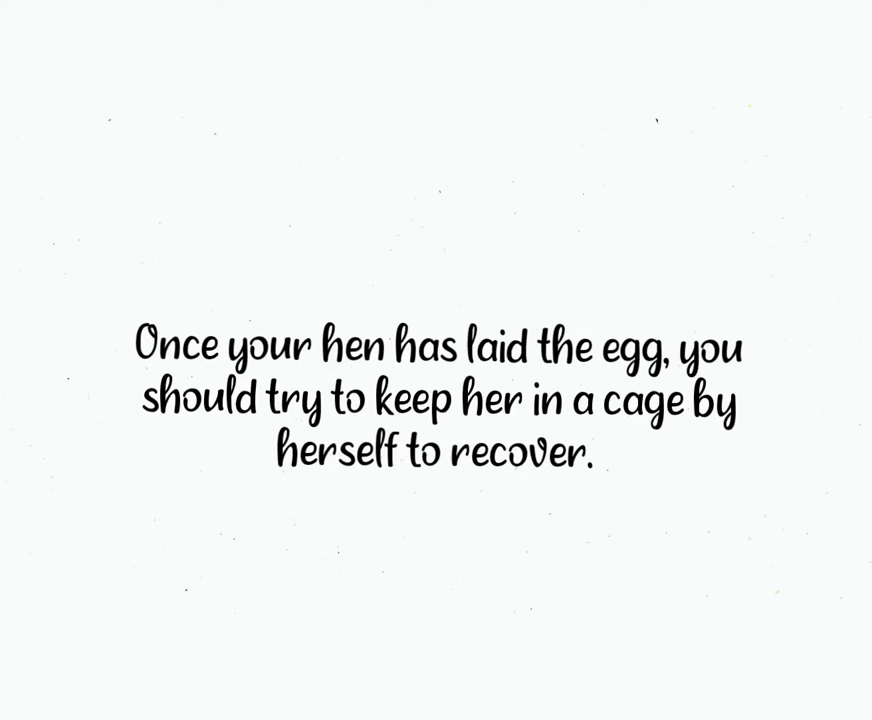 Once your hen has laid the egg, you
should try to keep her in a cage by
herself to recover.